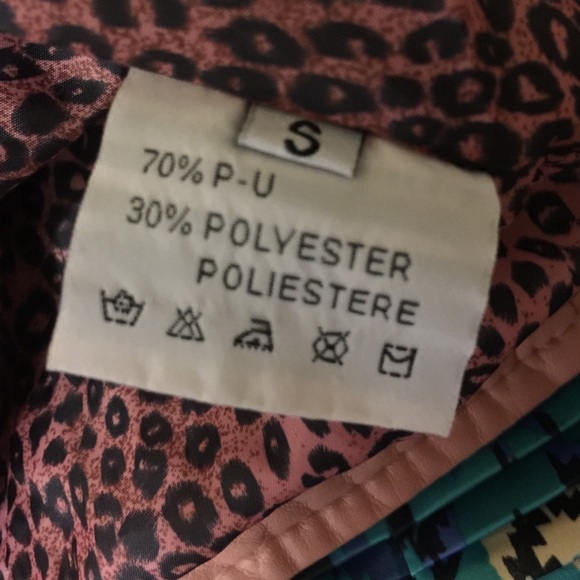 S
70% P-U
30% POLYESTER
POLIESTERE